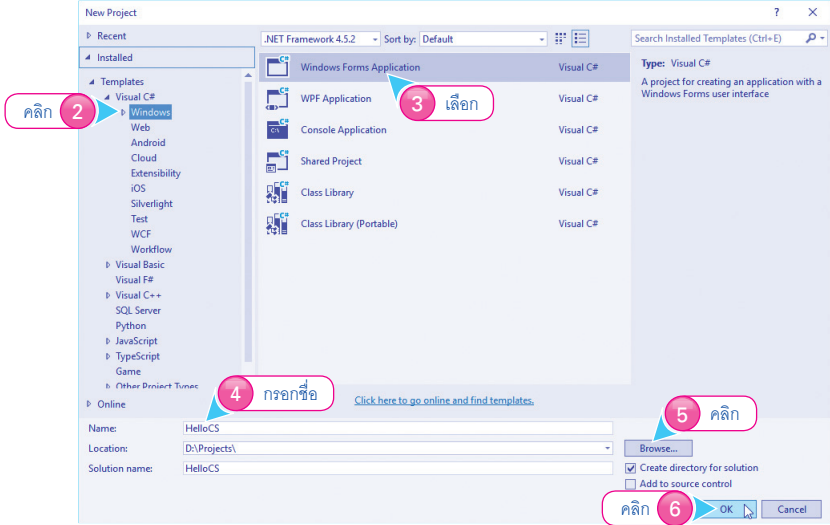 New Project
? ×
Recent
.NET Framework 4.5.2 Sort by: Default
Search Installed Templates (Ctrl+E)
Installed
Templates
Visual C#
Windows
Web
Android
Cloud
Extensibility
iOS
Silverlight
Test
WCF
Workflow
Visual Basic
Visual F#
Visual C++
SQL Server
Python
JavaScript
TypeScript
Game
Other Project Types
Online
คลิก 2
Windows Forms Application Visual C#
WPF Application Visual C#
3 เลือก
Console Application Visual C#
Shared Project Visual C#
Class Library Visual C#
Class Library (Portable) Visual C#
Type: Visual C#
A project for creating an application with a
Windows Forms user interface
4 กรอกชื่อ
Click here to go online and find templates.
5 คลิก
Name: HelloCS
Location: D:\Projects\
Browse...
Solution name: HelloCS
Create directory for solution
Add to source control
คลิก 6
OK Cancel